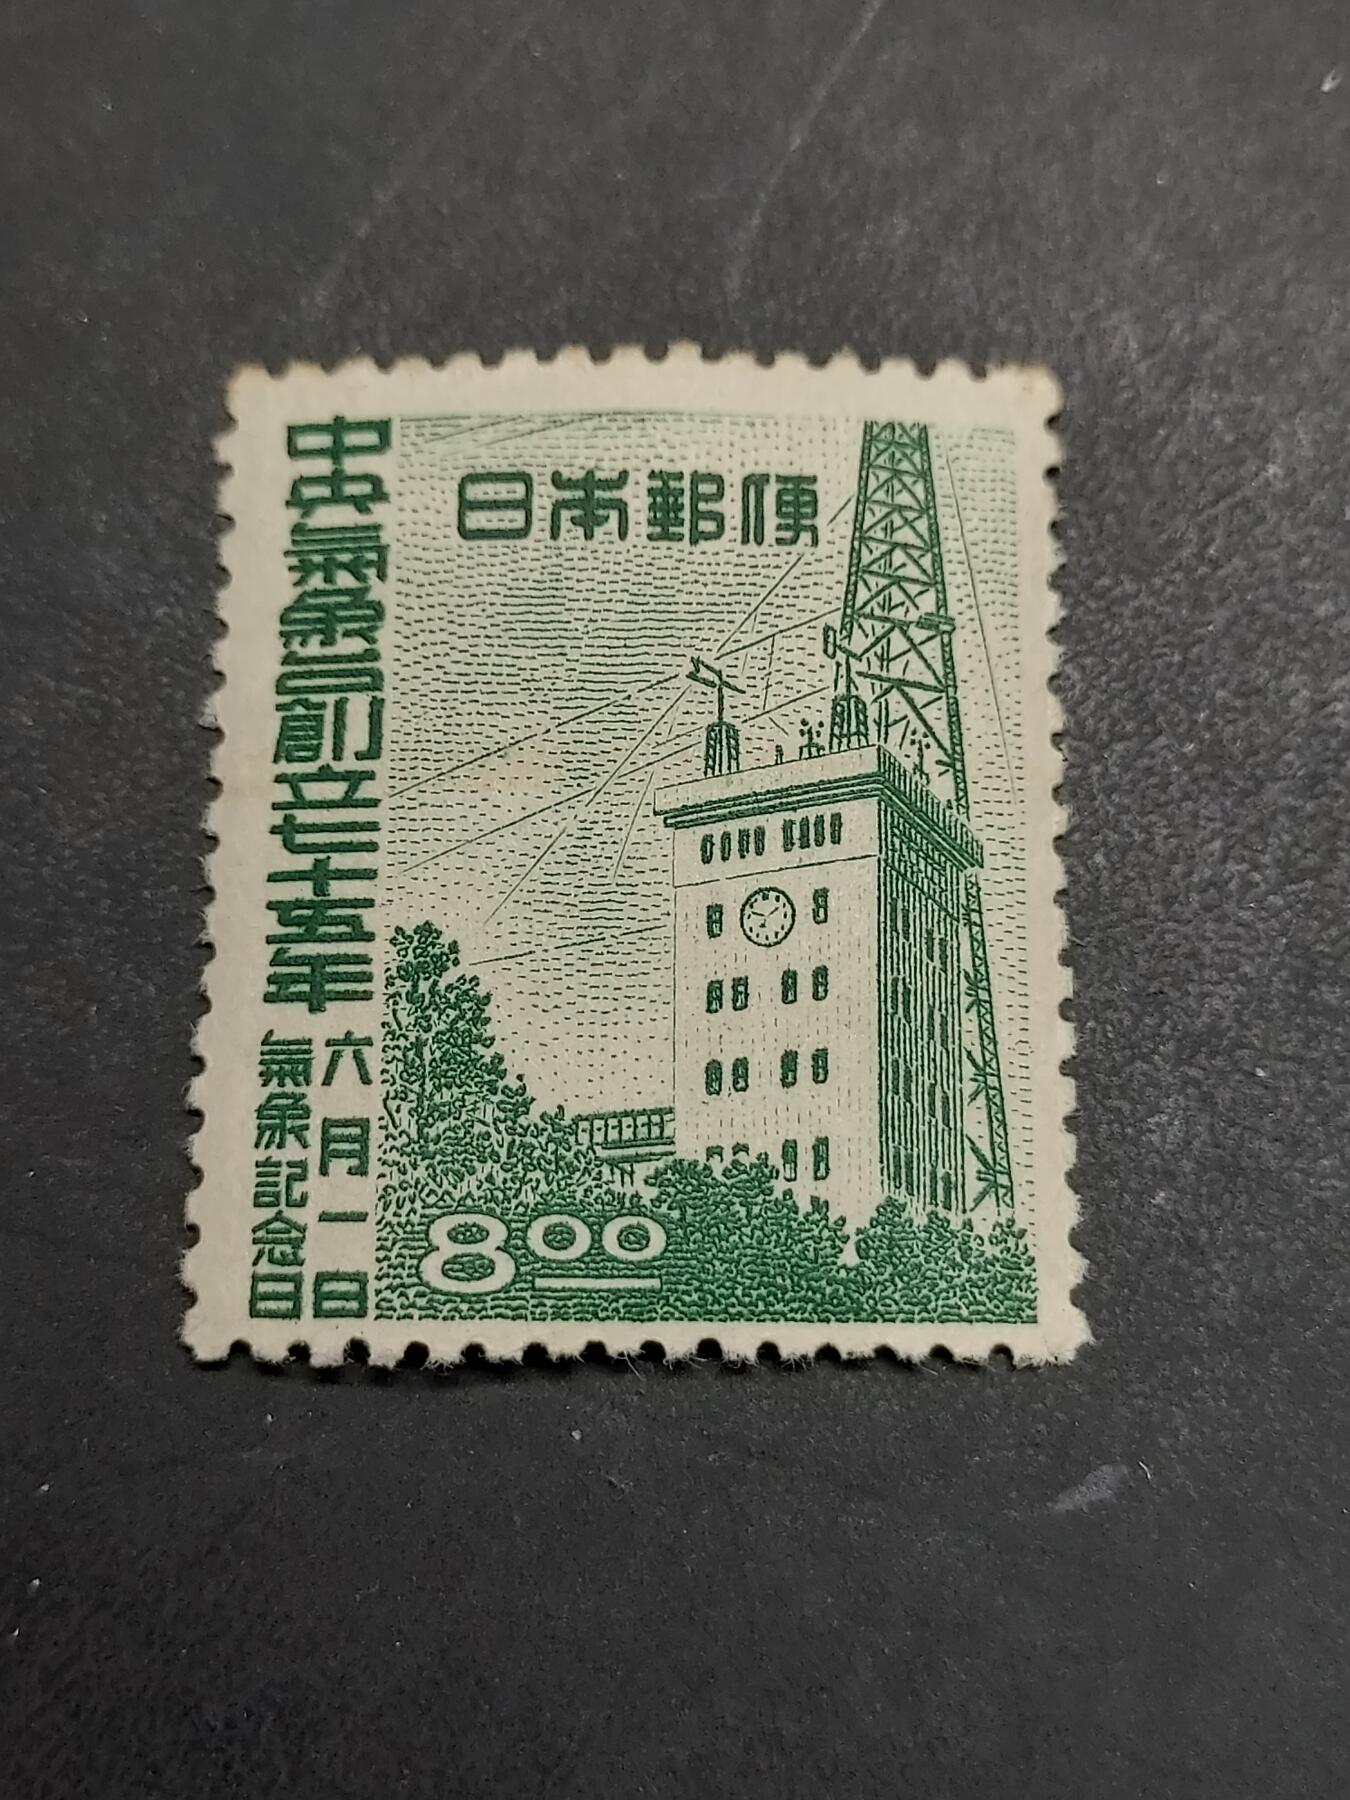 日本郵便
中央氣象台創立七十五年
六月一日
氣象記念日
8.00